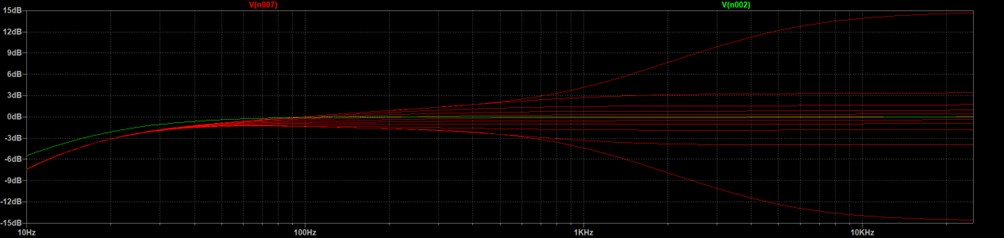 V(n007) V(n002)
15dB
12dB
9dB
6dB
3dB
0dB
-3dB
-6dB
-9dB
-12dB
-15dB
10Hz 100Hz 1KHz 10KHz